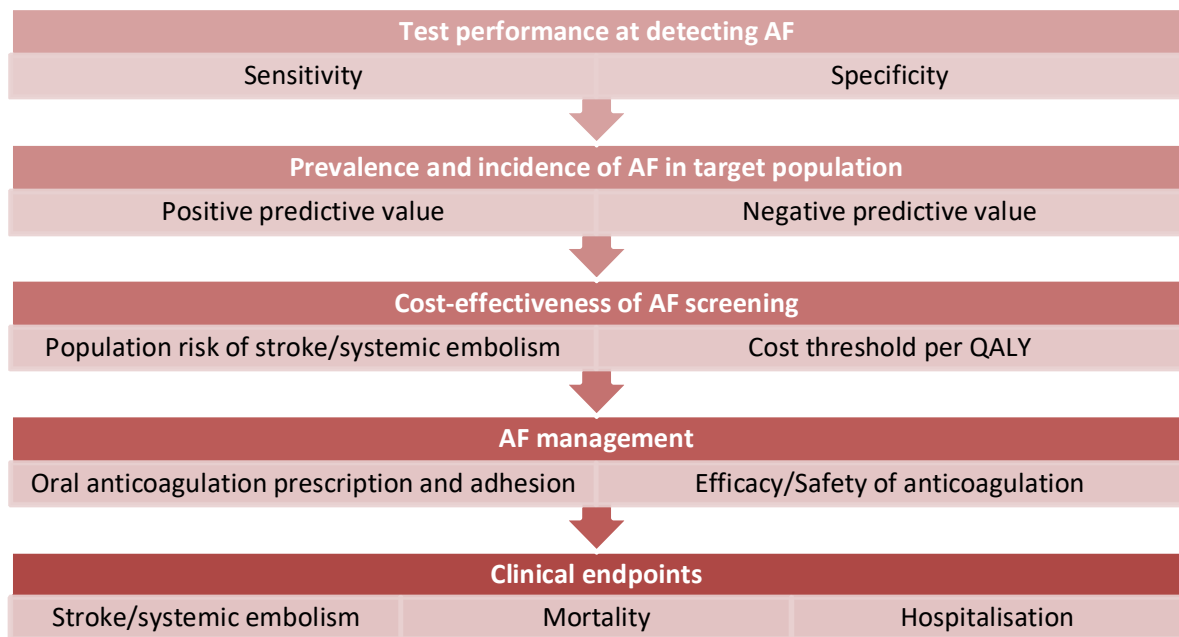 Test performance at detecting AF
Sensitivity
Specificity
Prevalence and incidence of AF in target population
Positive predictive value
Negative predictive value
Cost-effectiveness of AF screening
Population risk of stroke/systemic embolism
Cost threshold per QALY
AF management
Oral anticoagulation prescription and adhesion
Efficacy/Safety of anticoagulation
Clinical endpoints
Stroke/systemic embolism
Mortality
Hospitalisation